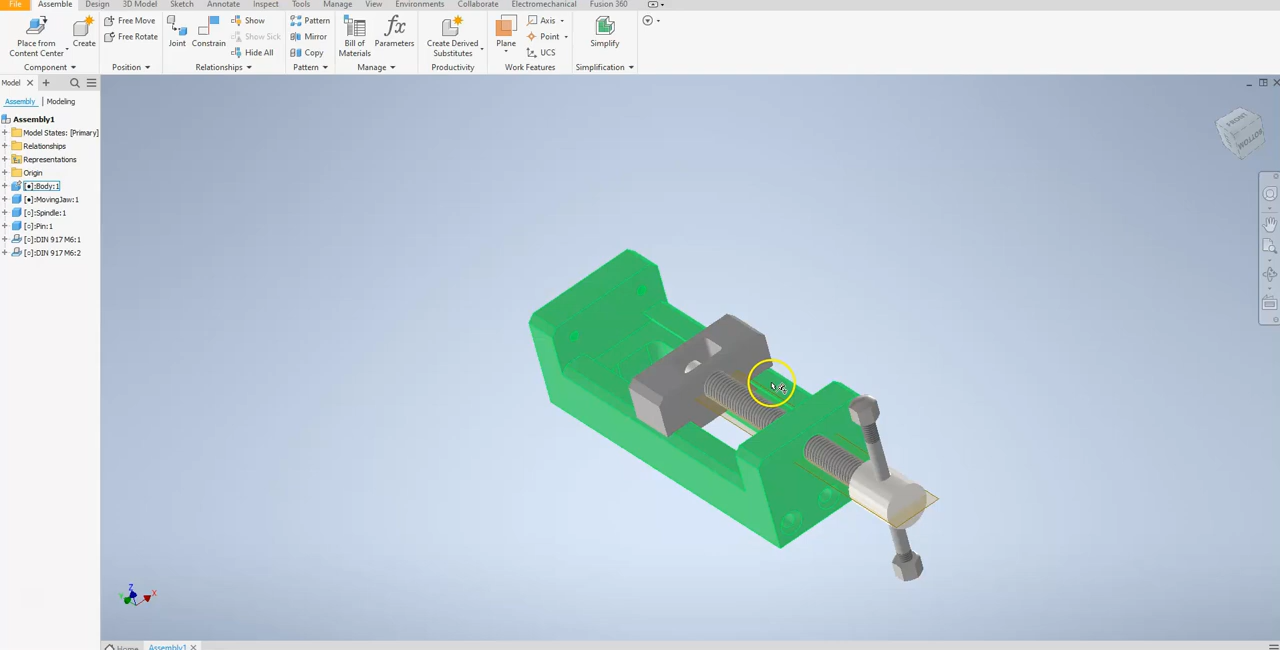 File Assemble Design 3D Model Sketch Annotate Inspect Tools Manage View Environments Collaborate Electromechanical Fusion 360
Place from Content Center
Create
Component
Free Move
Free Rotate
Position
Joint
Constrain
Show
Show Sick
Hide All
Relationships
Pattern
Mirror
Copy
Pattern
Bill of Materials
Parameters
Manage
Create Derived Substitutes
Productivity
Plane
Axis
Point
UCS
Work Features
Simplify
Simplification
Model
Assembly Modeling
Assembly1
Model States: [Primary]
Relationships
Representations
Origin
[●]:Body:1
[●]:MovingJaw:1
[○]:Spindle:1
[○]:Pin:1
[○]:DIN 917 M6:1
[○]:DIN 917 M6:2
FRONT
BOTTOM
Z
Y
X
Home Assembly1